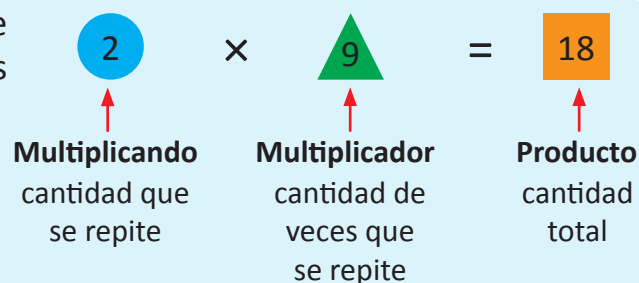 e
s
2 × 9 = 18
Multiplicando Multiplicador Producto
cantidad que cantidad de cantidad
se repite veces que total
se repite